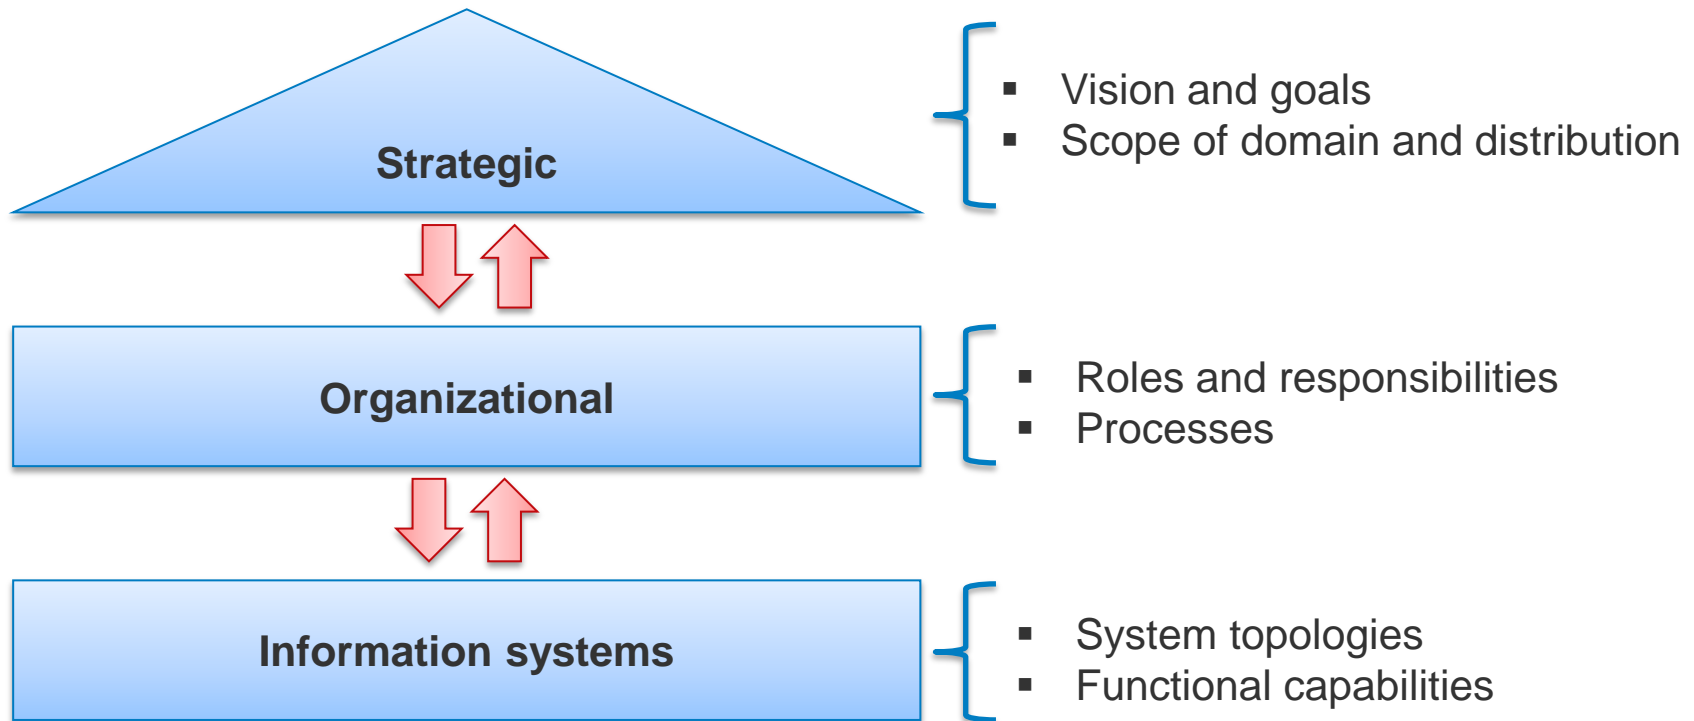 Strategic
▪ Vision and goals
▪ Scope of domain and distribution
Organizational
▪ Roles and responsibilities
▪ Processes
Information systems
▪ System topologies
▪ Functional capabilities